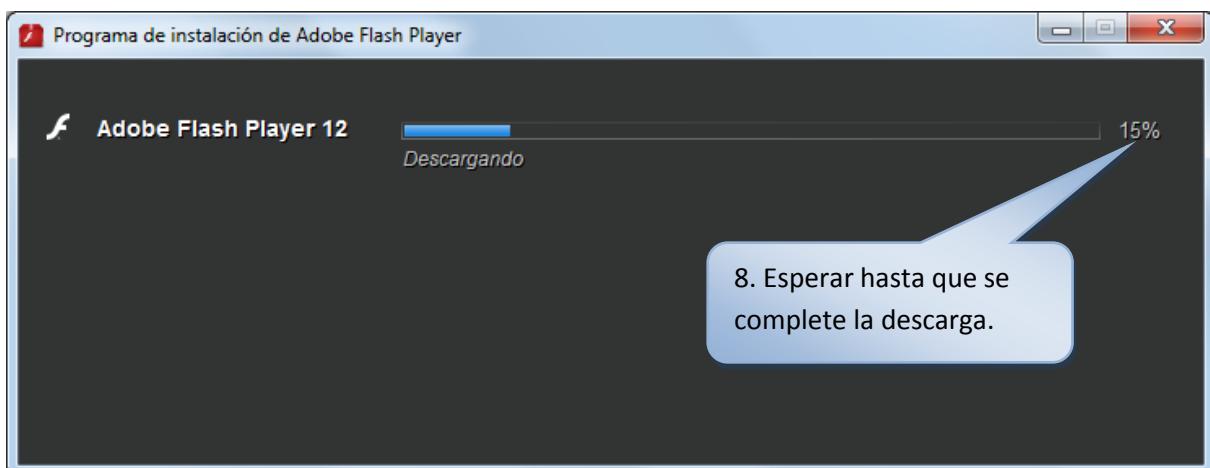 Programa de instalación de Adobe Flash Player
Adobe Flash Player 12
15%
Descargando
8. Esperar hasta que se
complete la descarga.